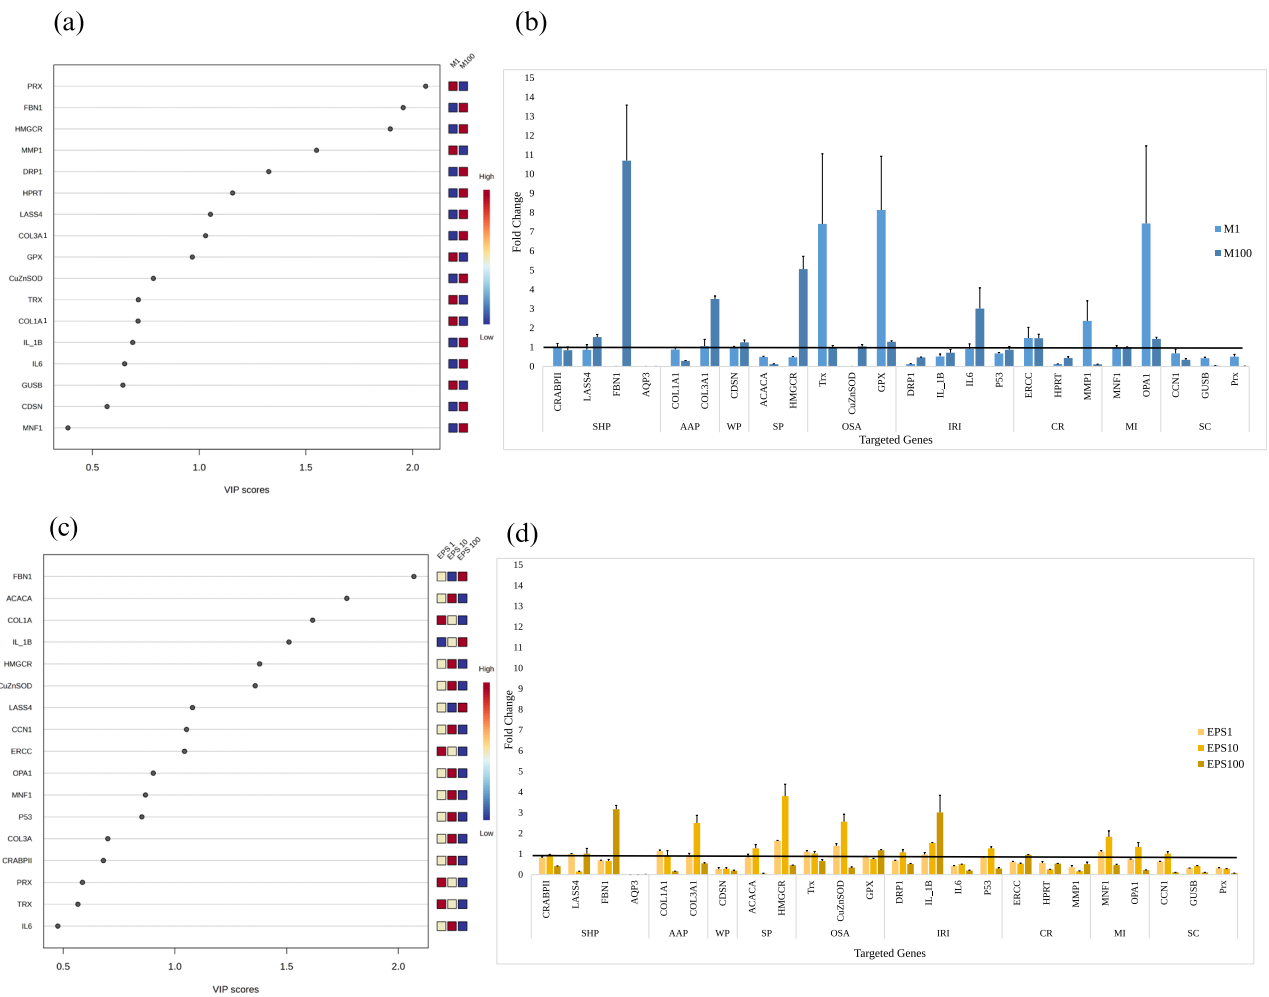 (a)
M1
M100
PRX
FBN1
HMGCR
MMP1
DRP1
HPRT
LASS4
COL3A1
GPX
CuZnSOD
TRX
COL1A1
IL_1B
IL6
GUSB
CDSN
MNF1
0.5 1.0 1.5 2.0
VIP scores
High
Low
(b)
Fold Change
15
14
13
12
11
10
9
8
7
6
5
4
3
2
1
0
CRABPII LASS4 FBN1 AQP3 COL1A1 COL3A1 CDSN ACACA HMGCR Trx CuZnSOD GPX DRP1 IL_1B IL6 P53 ERCC HPRT MMP1 MNF1 OPA1 CCN1 GUSB Prx
SHP AAP WP SP OSA IRI CR MI SC
Targeted Genes
M1
M100
(c)
EPS 1
EPS 10
EPS 100
FBN1
ACACA
COL1A
IL_1B
HMGCR
CuZnSOD
LASS4
CCN1
ERCC
OPA1
MNF1
P53
COL3A
CRABPII
PRX
TRX
IL6
0.5 1.0 1.5 2.0
VIP scores
High
Low
(d)
Fold Change
15
14
13
12
11
10
9
8
7
6
5
4
3
2
1
0
CRABPII LASS4 FBN1 AQP3 COL1A1 COL3A1 CDSN ACACA HMGCR Trx CuZnSOD GPX DRP1 IL_1B IL6 P53 ERCC HPRT MMP1 MNF1 OPA1 CCN1 GUSB Prx
SHP AAP WP SP OSA IRI CR MI SC
Targeted Genes
EPS1
EPS10
EPS100